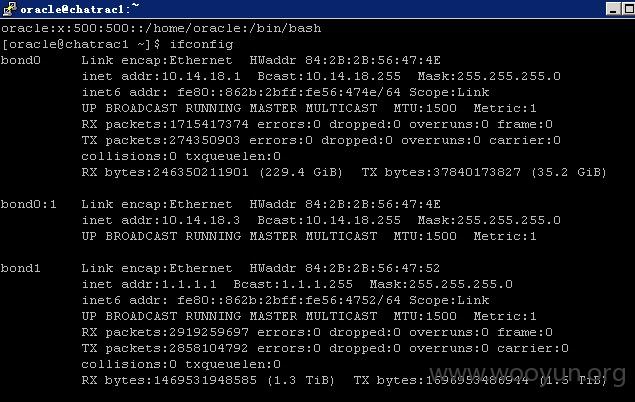 oracle@chatrac1:~
oracle:x:500:500::/home/oracle:/bin/bash
[oracle@chatrac1 ~]$ ifconfig
bond0     Link encap:Ethernet  HWaddr 84:2B:2B:56:47:4E
          inet addr:10.14.18.1  Bcast:10.14.18.255  Mask:255.255.255.0
          inet6 addr: fe80::862b:2bff:fe56:474e/64 Scope:Link
          UP BROADCAST RUNNING MASTER MULTICAST  MTU:1500  Metric:1
          RX packets:1715417374 errors:0 dropped:0 overruns:0 frame:0
          TX packets:274350903 errors:0 dropped:0 overruns:0 carrier:0
          collisions:0 txqueuelen:0
          RX bytes:246350211901 (229.4 GiB)  TX bytes:37840173827 (35.2 GiB)
bond0:1   Link encap:Ethernet  HWaddr 84:2B:2B:56:47:4E
          inet addr:10.14.18.3  Bcast:10.14.18.255  Mask:255.255.255.0
          UP BROADCAST RUNNING MASTER MULTICAST  MTU:1500  Metric:1
bond1     Link encap:Ethernet  HWaddr 84:2B:2B:56:47:52
          inet addr:1.1.1.1  Bcast:1.1.1.255  Mask:255.255.255.0
          inet6 addr: fe80::862b:2bff:fe56:4752/64 Scope:Link
          UP BROADCAST RUNNING MASTER MULTICAST  MTU:1500  Metric:1
          RX packets:2919259697 errors:0 dropped:0 overruns:0 frame:0
          TX packets:2858104792 errors:0 dropped:0 overruns:0 carrier:0
          collisions:0 txqueuelen:0
          RX bytes:1469531948585 (1.3 TiB)  TX bytes:1696953486944 (1.5 TiB)
www.wooyun.org